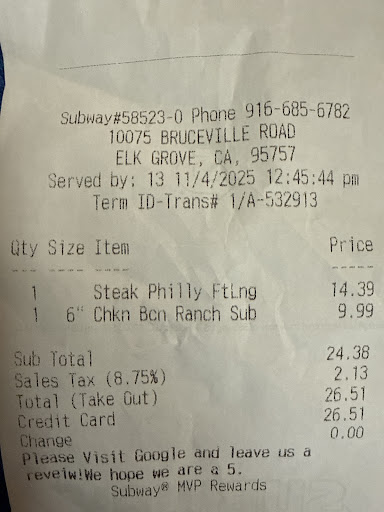 Subway#58523-0 Phone 916-685-6782
10075 BRUCEVILLE ROAD
ELK GROVE, CA, 95757
Served by: 13 11/4/2025 12:45:44 pm
Term ID-Trans# 1/A-532913
Qty Size Item Price
--- ---- ---- -----
1 Steak Philly FtLng 14.39
1 6" Chkn Bcn Ranch Sub 9.99
Sub Total 24.38
Sales Tax (8.75%) 2.13
Total (Take Out) 26.51
Credit Card 26.51
Change 0.00
Please Visit Google and leave us a
reveiw!We hope we are a 5.
Subway® MVP Rewards